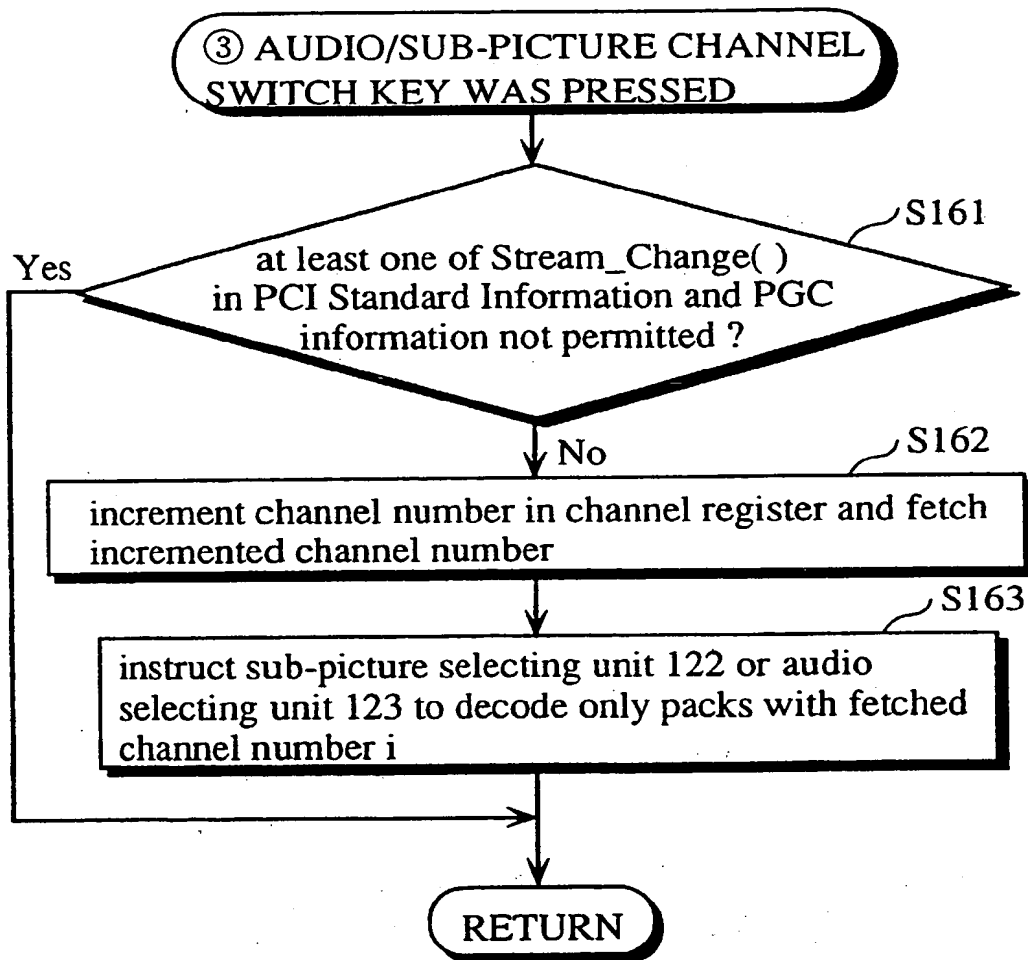 ③ AUDIO/SUB-PICTURE CHANNEL
SWITCH KEY WAS PRESSED
S161
Yes
at least one of Stream_Change( )
in PCI Standard Information and PGC
information not permitted ?
No
S162
increment channel number in channel register and fetch
incremented channel number
S163
instruct sub-picture selecting unit 122 or audio
selecting unit 123 to decode only packs with fetched
channel number i
RETURN